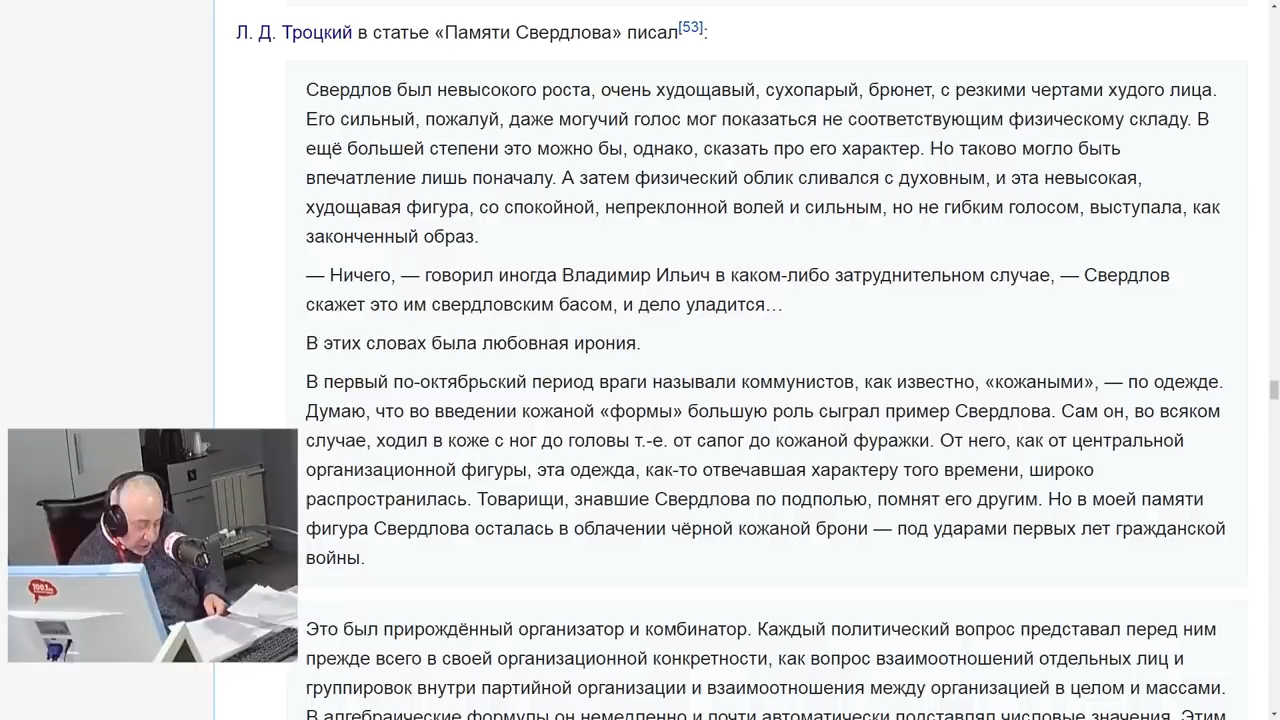 Л. Д. Троцкий в статье «Памяти Свердлова» писал[53]:
Свердлов был невысокого роста, очень худощавый, сухопарый, брюнет, с резкими чертами худого лица.
Его сильный, пожалуй, даже могучий голос мог показаться не соответствующим физическому складу. В
ещё большей степени это можно бы, однако, сказать про его характер. Но таково могло быть
впечатление лишь поначалу. А затем физический облик сливался с духовным, и эта невысокая,
худощавая фигура, со спокойной, непреклонной волей и сильным, но не гибким голосом, выступала, как
законченный образ.
— Ничего, — говорил иногда Владимир Ильич в каком-либо затруднительном случае, — Свердлов
скажет это им свердловским басом, и дело уладится…
В этих словах была любовная ирония.
В первый по-октябрьский период враги называли коммунистов, как известно, «кожаными», — по одежде.
Думаю, что во введении кожаной «формы» большую роль сыграл пример Свердлова. Сам он, во всяком
случае, ходил в коже с ног до головы т.-е. от сапог до кожаной фуражки. От него, как от центральной
организационной фигуры, эта одежда, как-то отвечавшая характеру того времени, широко
распространилась. Товарищи, знавшие Свердлова по подполью, помнят его другим. Но в моей памяти
фигура Свердлова осталась в облачении чёрной кожаной брони — под ударами первых лет гражданской
войны.
Это был прирождённый организатор и комбинатор. Каждый политический вопрос представал перед ним
прежде всего в своей организационной конкретности, как вопрос взаимоотношений отдельных лиц и
группировок внутри партийной организации и взаимоотношения между организацией в целом и массами.
В алгебраические формулы он немедленно и почти автоматически подставлял числовые значения. Этим